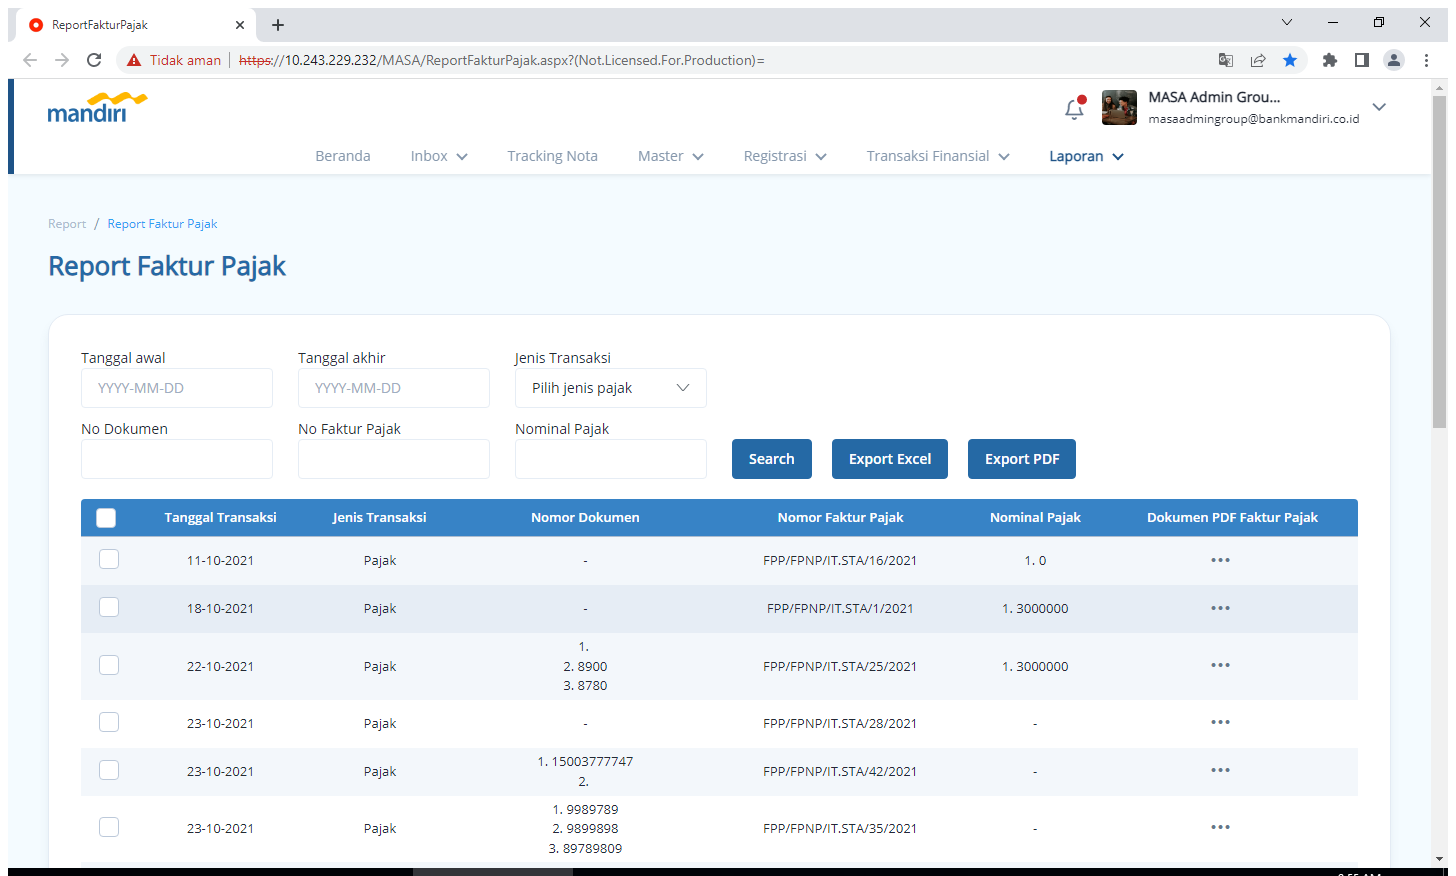 ReportFakturPajak
Tidak aman https://10.243.229.232/MASA/ReportFakturPajak.aspx?(Not.Licensed.For.Production)=
mandiri
MASA Admin Grou...
masaadmingroup@bankmandiri.co.id
Beranda Inbox Tracking Nota Master Registrasi Transaksi Finansial Laporan
Report / Report Faktur Pajak
Report Faktur Pajak
Tanggal awal Tanggal akhir Jenis Transaksi
YYYY-MM-DD YYYY-MM-DD Pilih jenis pajak
No Dokumen No Faktur Pajak Nominal Pajak
Search Export Excel Export PDF
Tanggal Transaksi Jenis Transaksi Nomor Dokumen Nomor Faktur Pajak Nominal Pajak Dokumen PDF Faktur Pajak
11-10-2021 Pajak - FPP/FPNP/IT.STA/16/2021 1. 0 •••
18-10-2021 Pajak - FPP/FPNP/IT.STA/1/2021 1. 3000000 •••
1.
22-10-2021 Pajak 2. 8900 FPP/FPNP/IT.STA/25/2021 1. 3000000 •••
3. 8780
23-10-2021 Pajak - FPP/FPNP/IT.STA/28/2021 - •••
1. 15003777747
23-10-2021 Pajak FPP/FPNP/IT.STA/42/2021 - •••
2.
1. 9989789
23-10-2021 Pajak 2. 9899898 FPP/FPNP/IT.STA/35/2021 - •••
3. 89789809